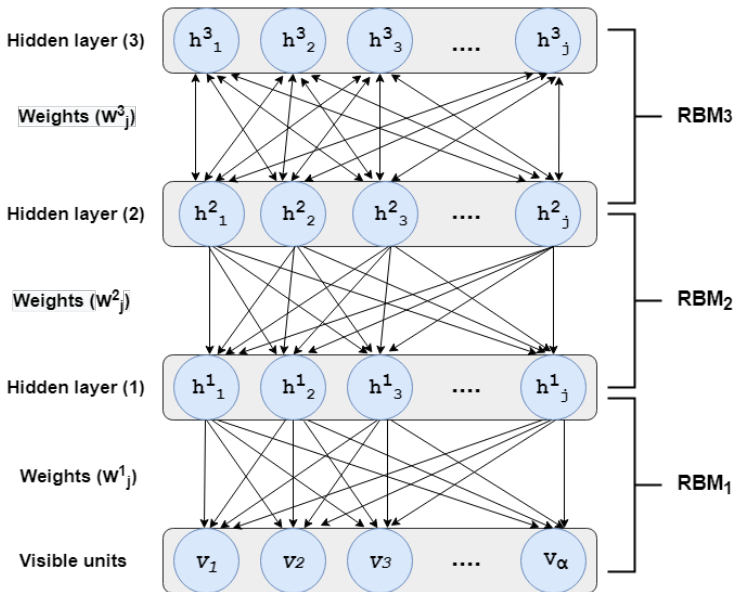 Hidden layer (3) h³₁ h³₂ h³₃ .... h³ⱼ
Weights (W³ⱼ) RBM₃
Hidden layer (2) h²₁ h²₂ h²₃ .... h²ⱼ
Weights (W²ⱼ) RBM₂
Hidden layer (1) h¹₁ h¹₂ h¹₃ .... h¹ⱼ
Weights (W¹ⱼ) RBM₁
Visible units v₁ v₂ v₃ .... vα